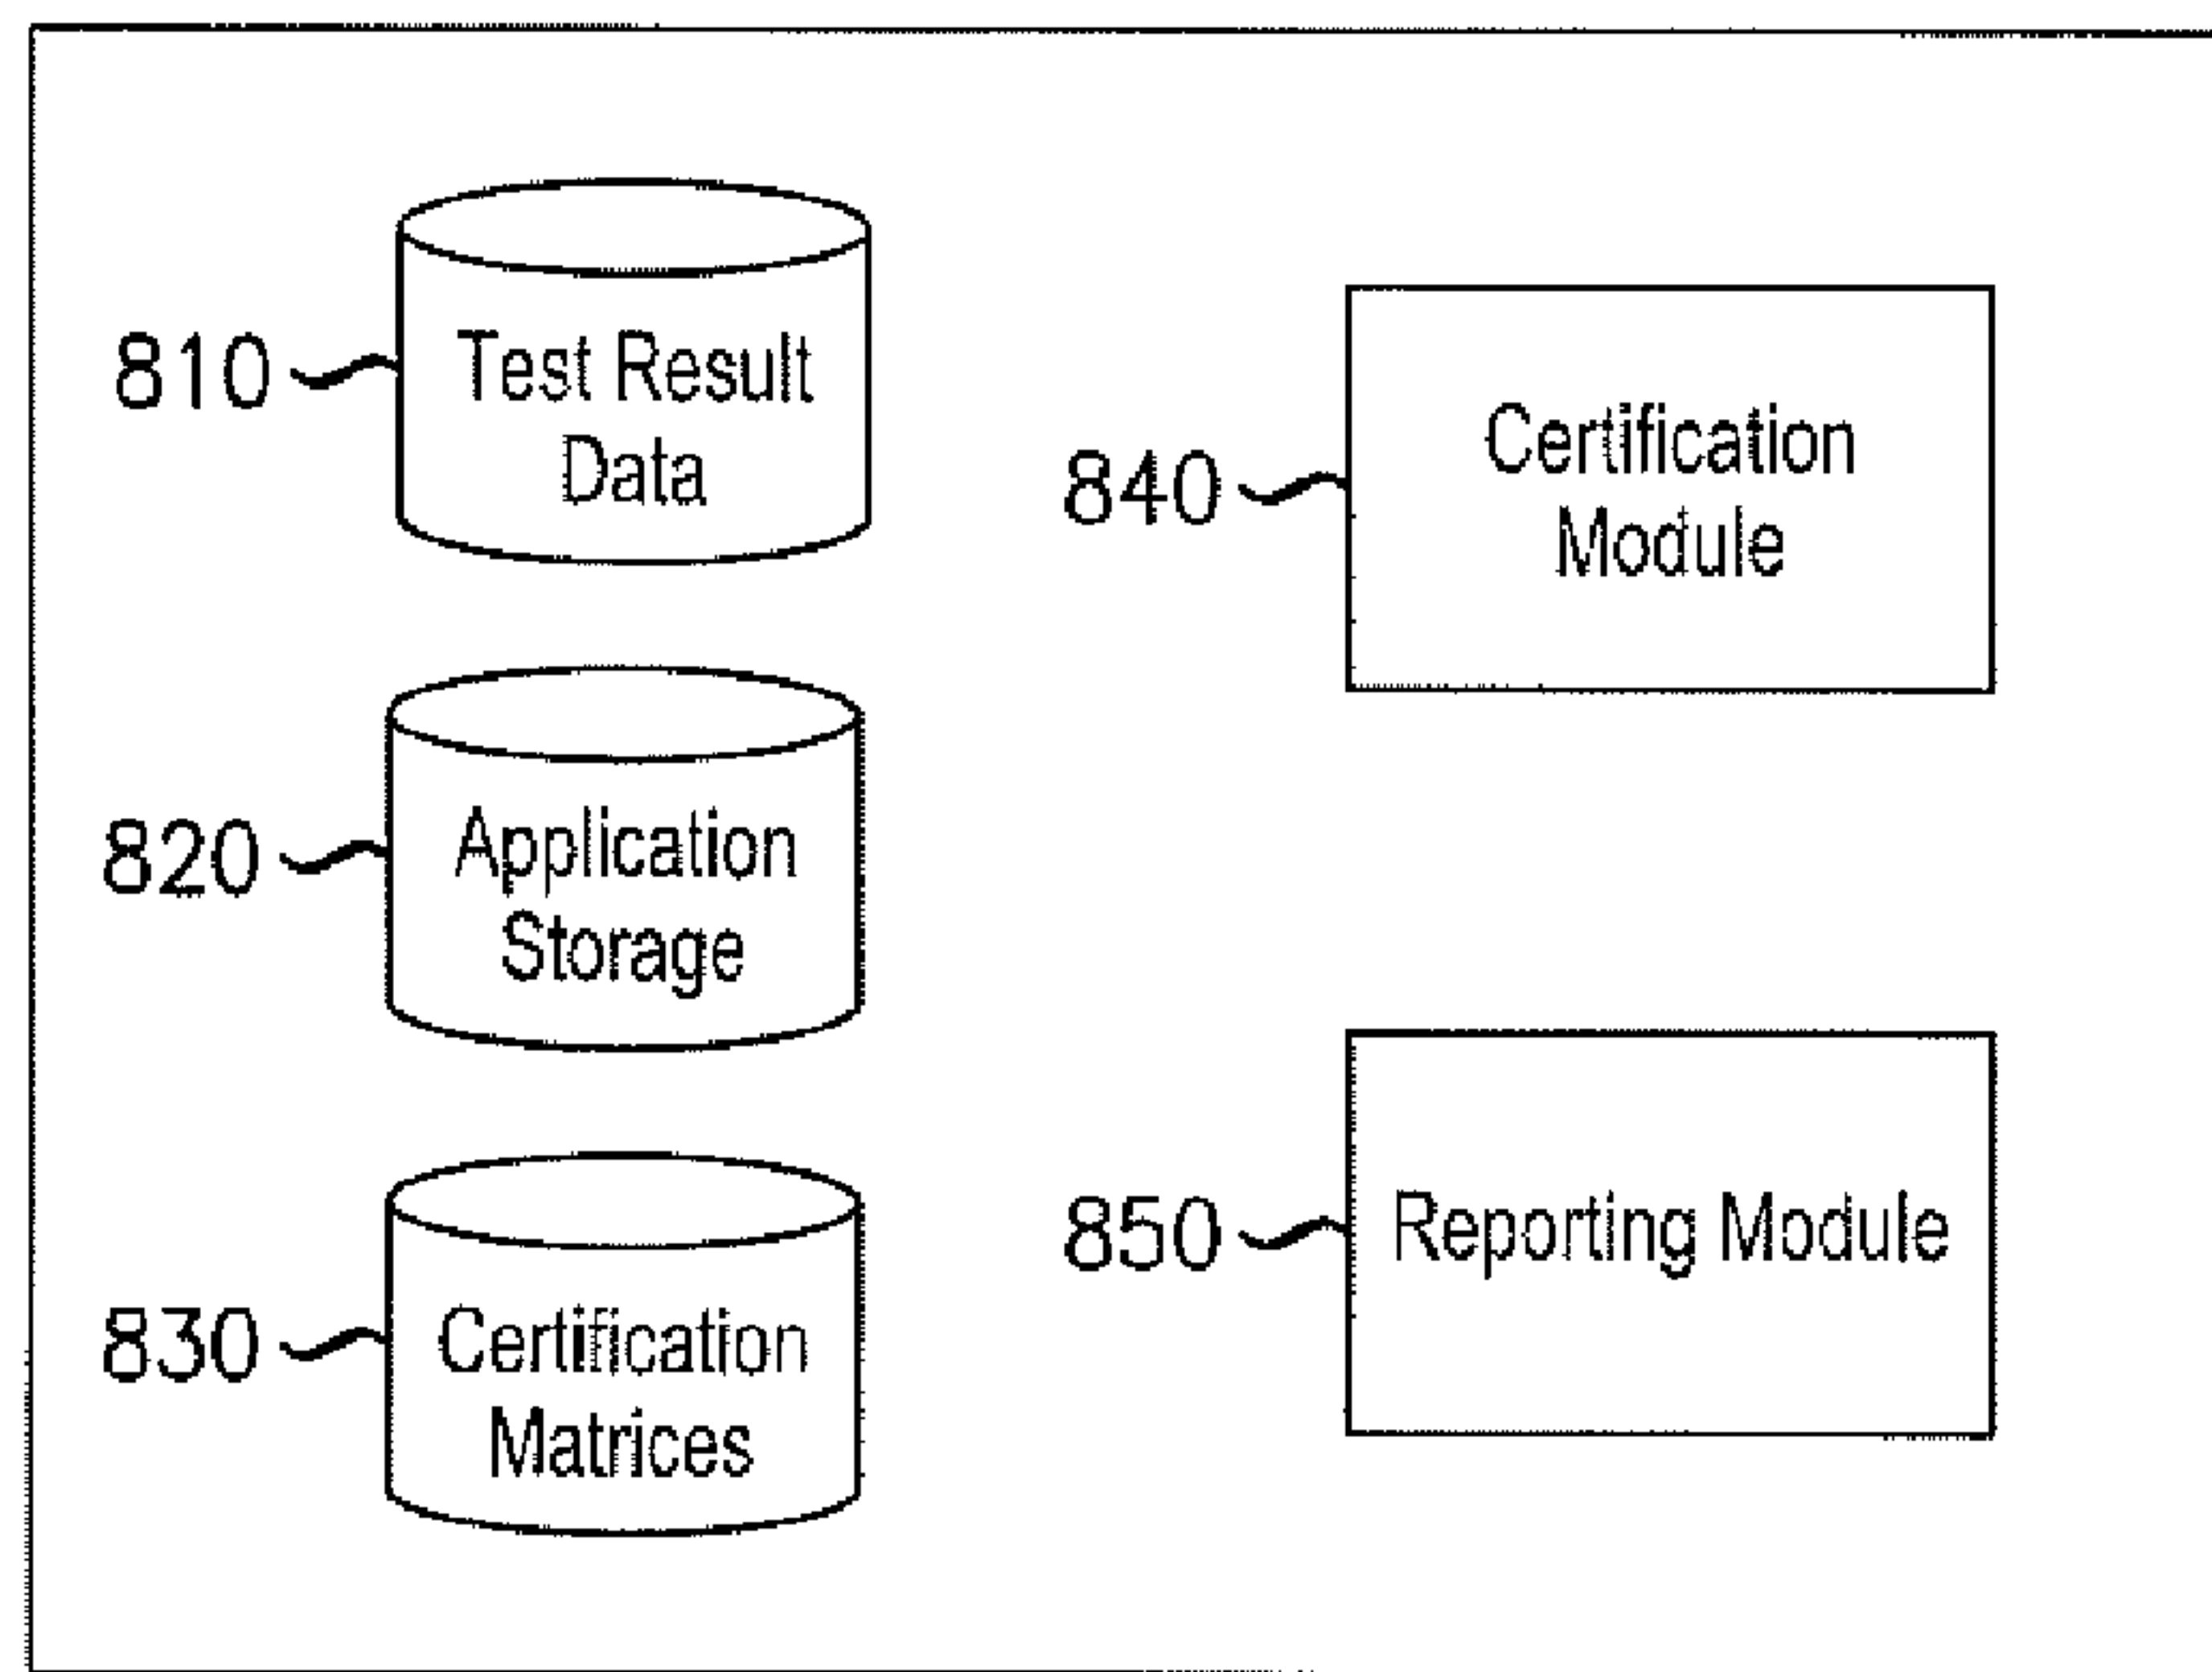 810
Test Result
Data
820
Application
Storage
830
Certification
Matrices
840
Certification
Module
850
Reporting Module